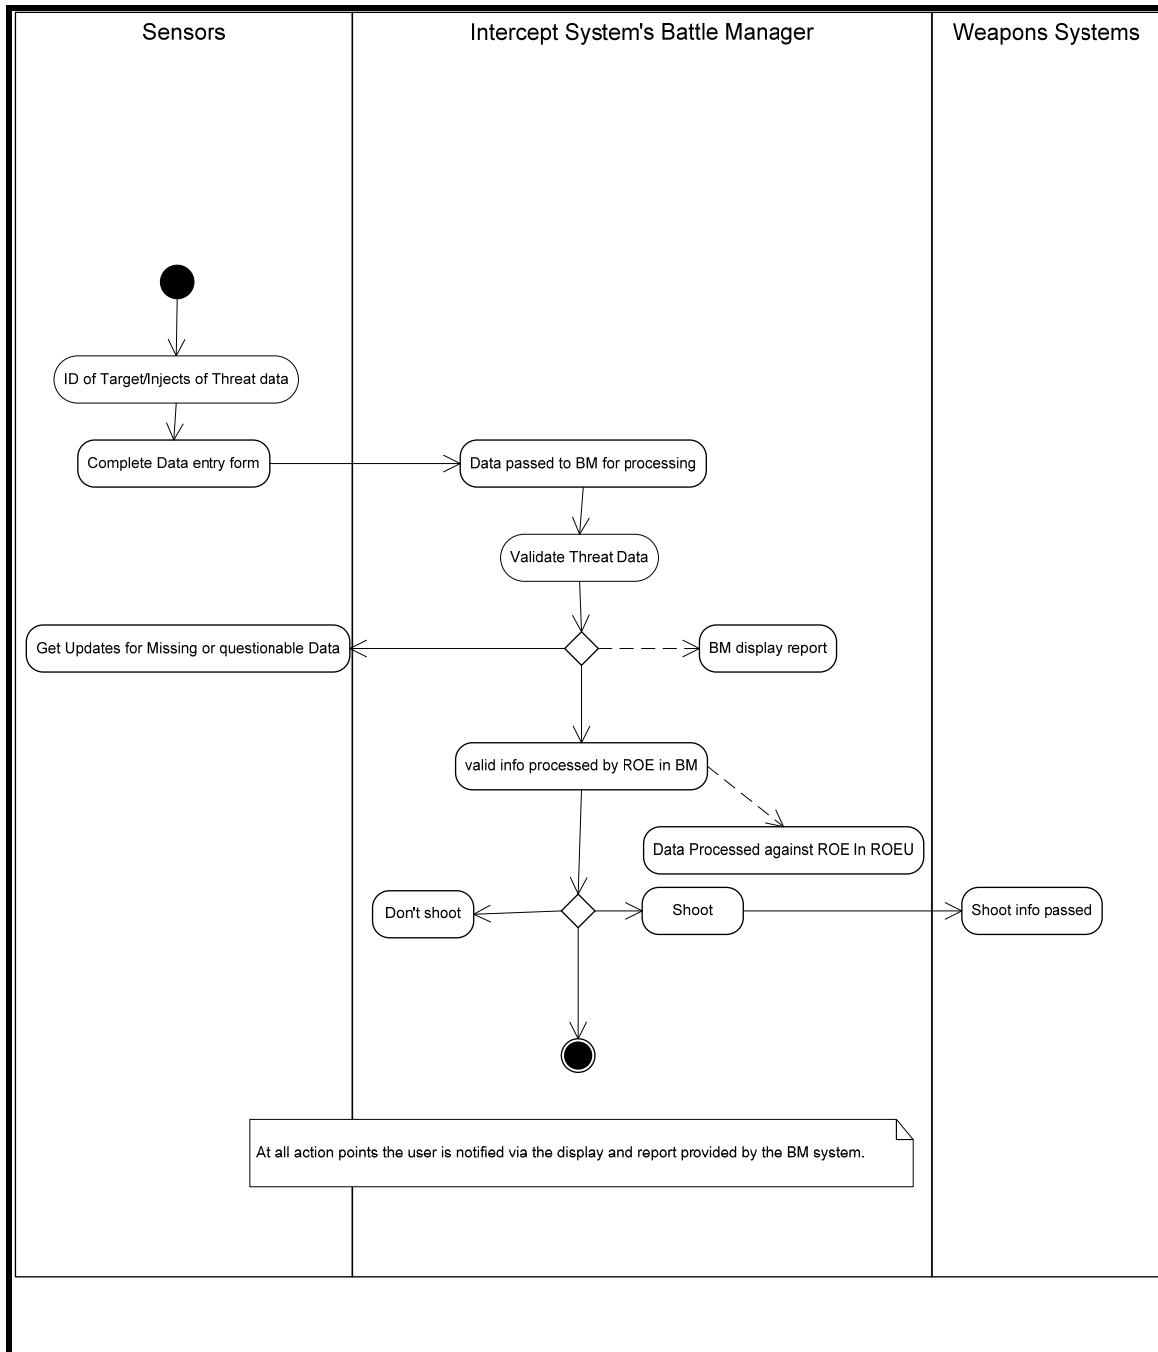 Sensors
Intercept System's Battle Manager
Weapons Systems
ID of Target/Injects of Threat data
Complete Data entry form
Data passed to BM for processing
Validate Threat Data
Get Updates for Missing or questionable Data
BM display report
valid info processed by ROE in BM
Data Processed against ROE In ROEU
Don't shoot
Shoot
Shoot info passed
At all action points the user is notified via the display and report provided by the BM system.